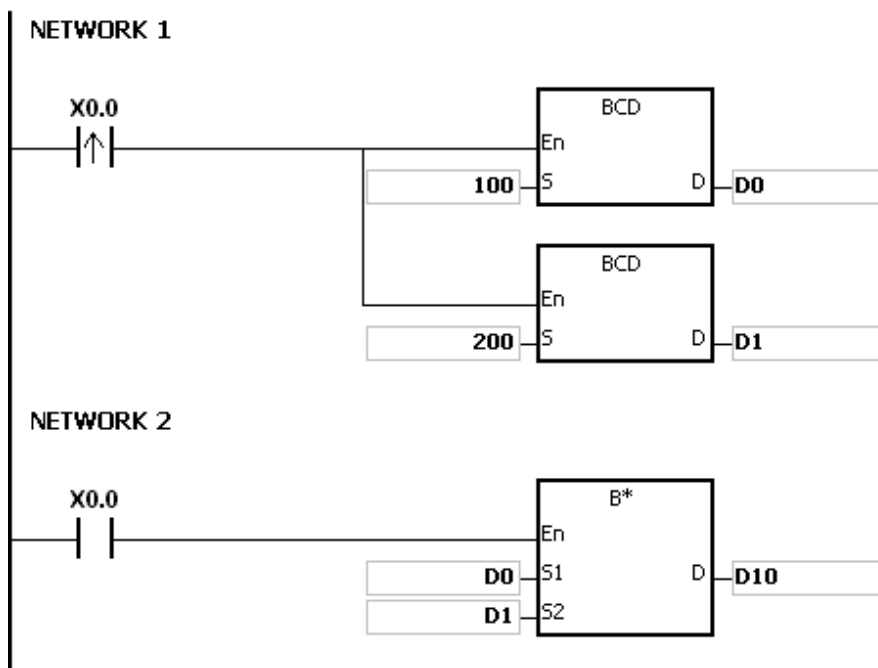 NETWORK 1
X0.0
BCD
En
100 S D D0
BCD
En
200 S D D1
NETWORK 2
X0.0
B*
En
D0 S1 D D10
D1 S2